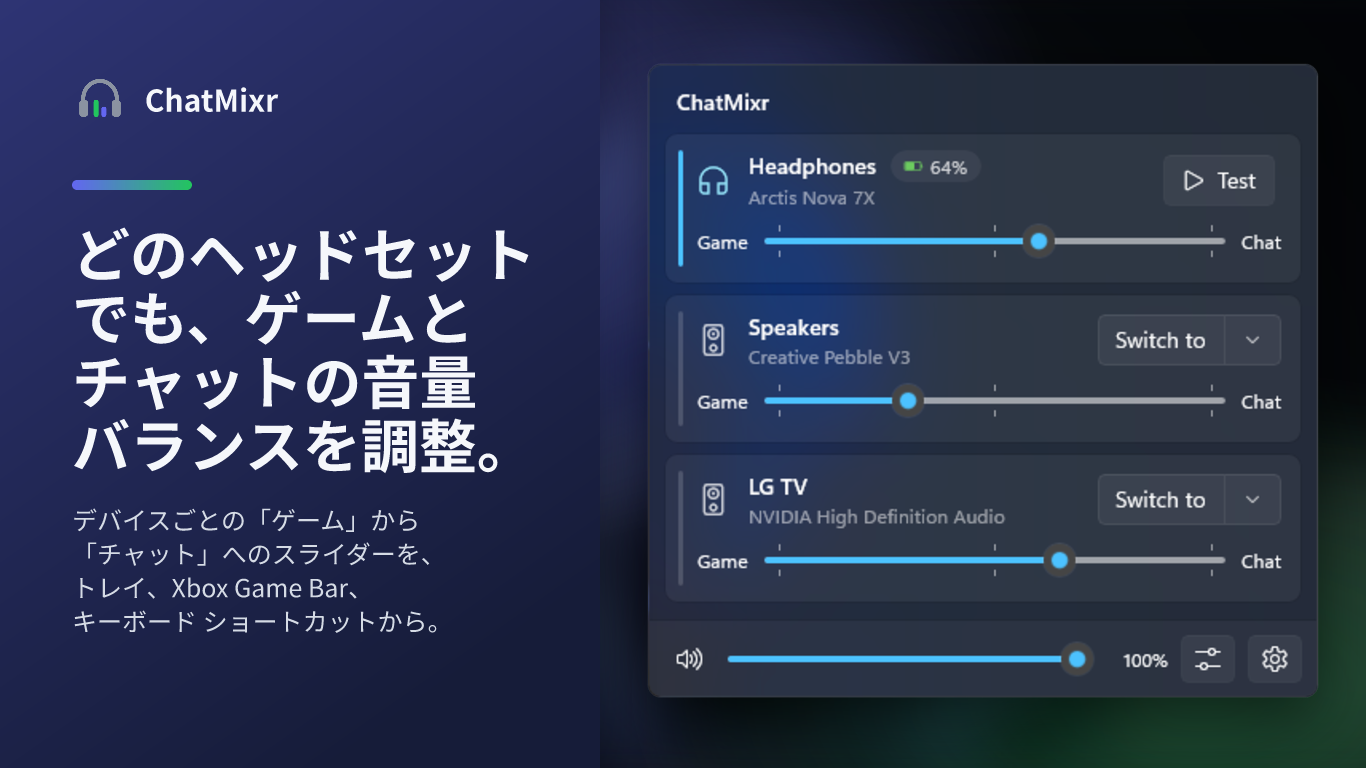 ChatMixr
どのヘッドセット
でも、ゲームと
チャットの音量
バランスを調整。
デバイスごとの「ゲーム」から
「チャット」へのスライダーを、
トレイ、Xbox Game Bar、
キーボード ショートカットから。
ChatMixr
Headphones 64%
Arctis Nova 7X
Test
Game Chat
Speakers
Creative Pebble V3
Switch to
Game Chat
LG TV
NVIDIA High Definition Audio
Switch to
Game Chat
100%